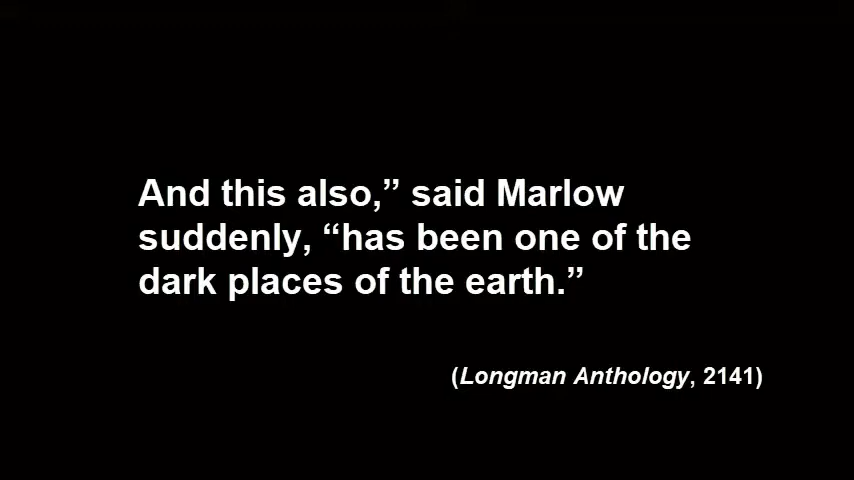 And this also,” said Marlow
suddenly, “has been one of the
dark places of the earth.”
(Longman Anthology, 2141)